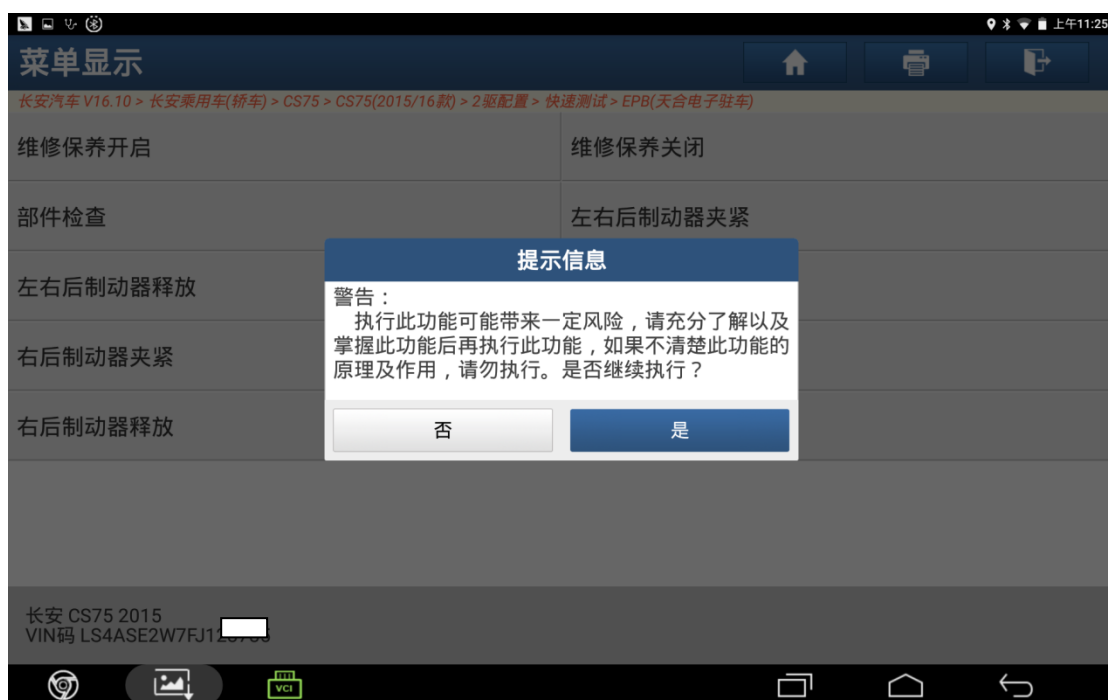 上午11:25
菜单显示
长安汽车 V16.10 > 长安乘用车(轿车) > CS75 > CS75(2015/16款) > 2驱配置 > 快速测试 > EPB(天合电子驻车)
维修保养开启
维修保养关闭
部件检查
左右后制动器夹紧
左右后制动器释放
右后制动器夹紧
右后制动器释放
提示信息
警告：
执行此功能可能带来一定风险，请充分了解以及
掌握此功能后再执行此功能，如果不清楚此功能的
原理及作用，请勿执行。是否继续执行？
否
是
长安 CS75 2015
VIN码 LS4ASE2W7FJ12
VCI